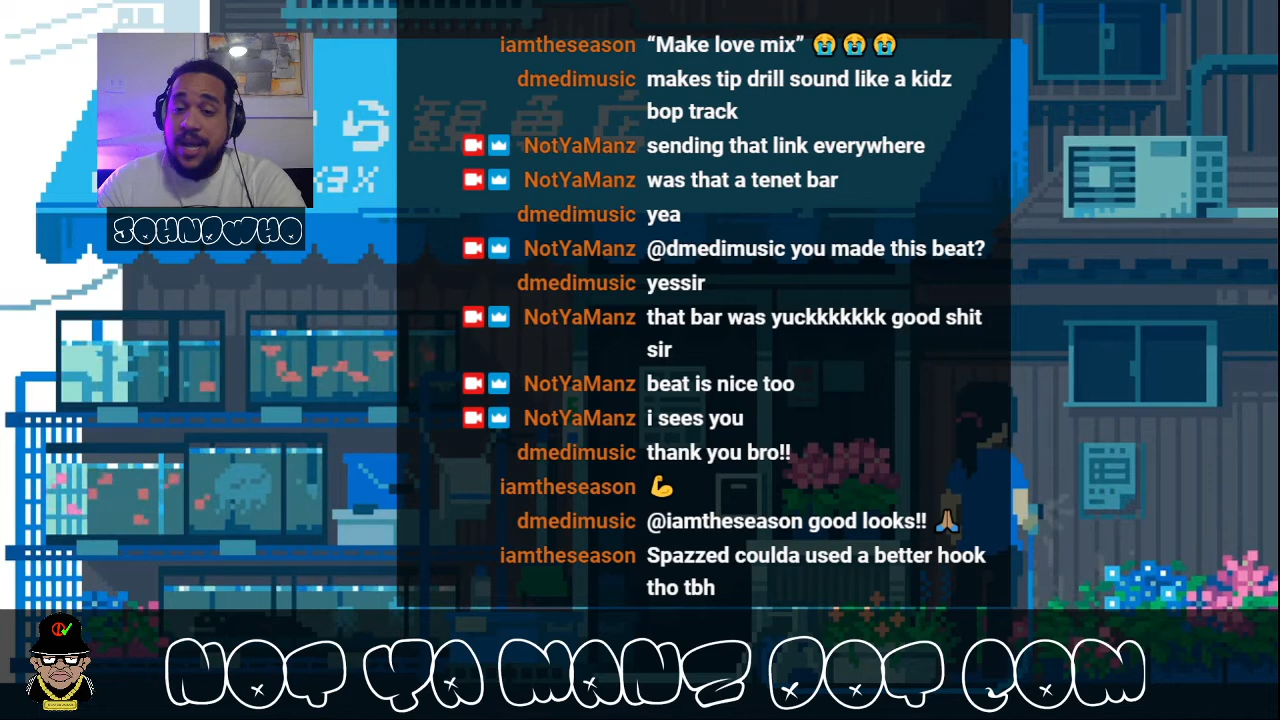 iamtheseason “Make love mix” 😭 😭 😭
dmedimusic makes tip drill sound like a kidz
bop track
NotYaManz sending that link everywhere
NotYaManz was that a tenet bar
dmedimusic yea
NotYaManz @dmedimusic you made this beat?
dmedimusic yessir
NotYaManz that bar was yuckkkkkkk good shit
sir
NotYaManz beat is nice too
NotYaManz i sees you
dmedimusic thank you bro!!
iamtheseason 💪
dmedimusic @iamtheseason good looks!! 🙏🏽
iamtheseason Spazzed coulda used a better hook
tho tbh
JOHNDWHO
NOT YA MANZ DOT COM